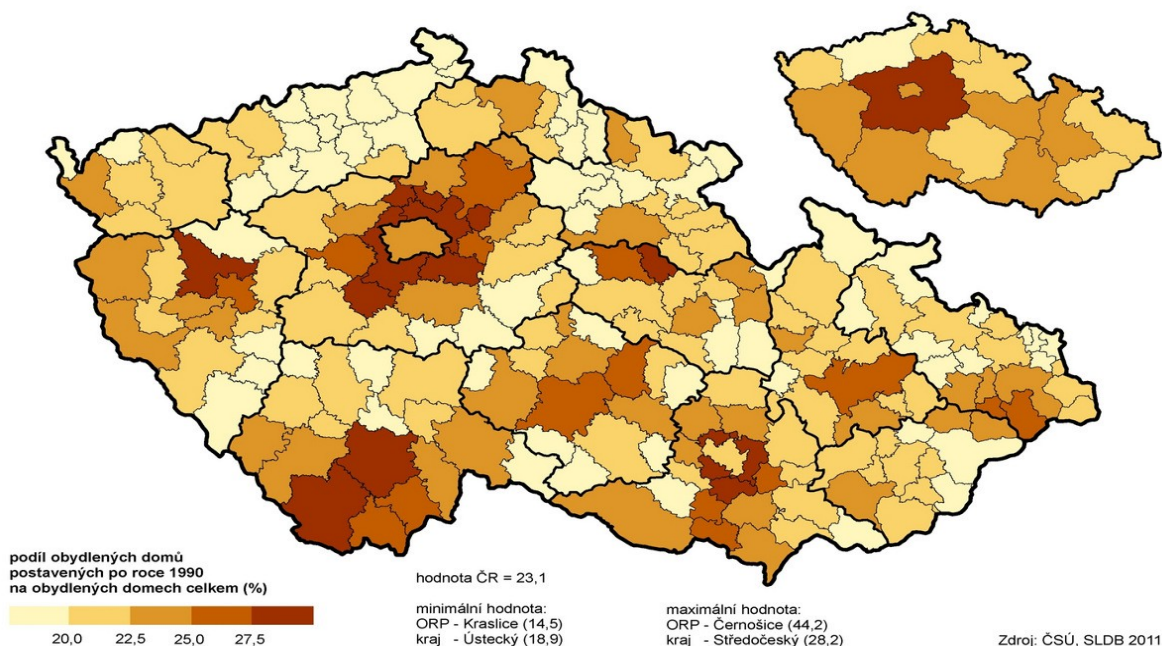 podíl obydlených domů
postavených po roce 1990
na obydlených domech celkem (%)
20,0 22,5 25,0 27,5
hodnota ČR = 23,1
minimální hodnota:
ORP - Kraslice (14,5)
kraj - Ústecký (18,9)
maximální hodnota:
ORP - Černošice (44,2)
kraj - Středočeský (28,2)
Zdroj: ČSÚ, SLDB 2011